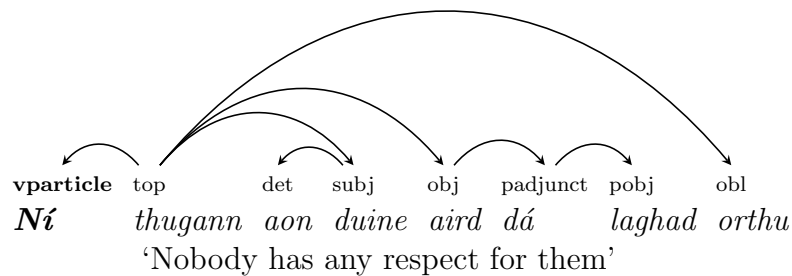 vparticle top det subj obj padjunct pobj obl
Ní thugann aon duine aird dá laghad orthu
‘Nobody has any respect for them’